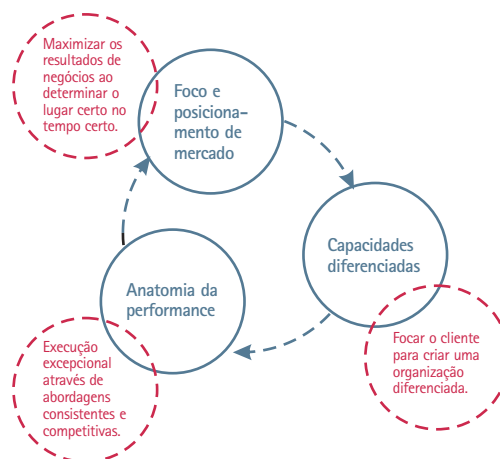 Maximizar os
resultados de
negócios ao
determinar o
lugar certo no
tempo certo.
Foco e
posiciona-
mento de
mercado
Capacidades
diferenciadas
Focar o cliente
para criar uma
organização
diferenciada.
Anatomia da
performance
Execução
excepcional
através de
abordagens
consistentes e
competitivas.